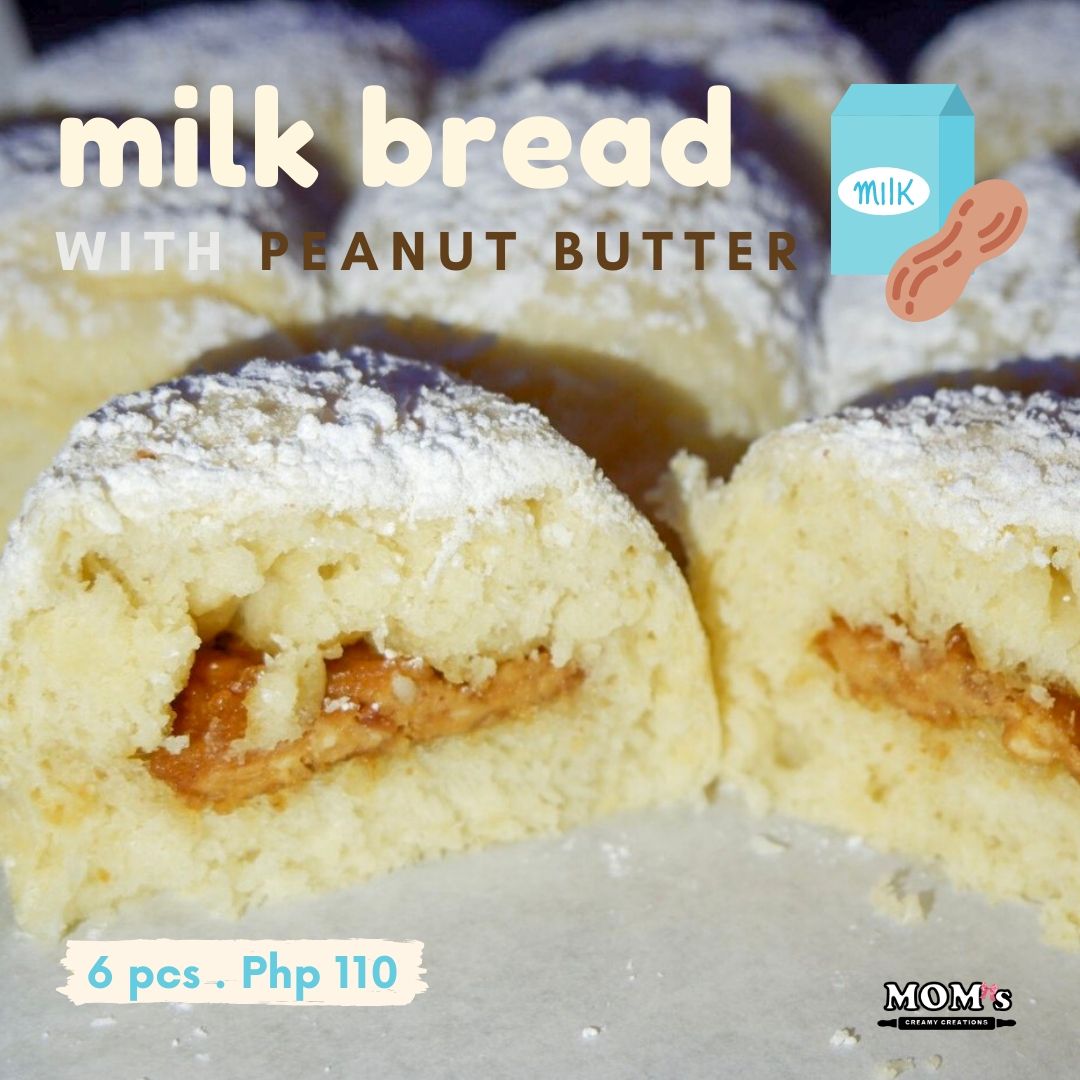 milk bread
WITH PEANUT BUTTER
milk
6 pcs . Php 110
MOM's
CREAMY CREATIONS